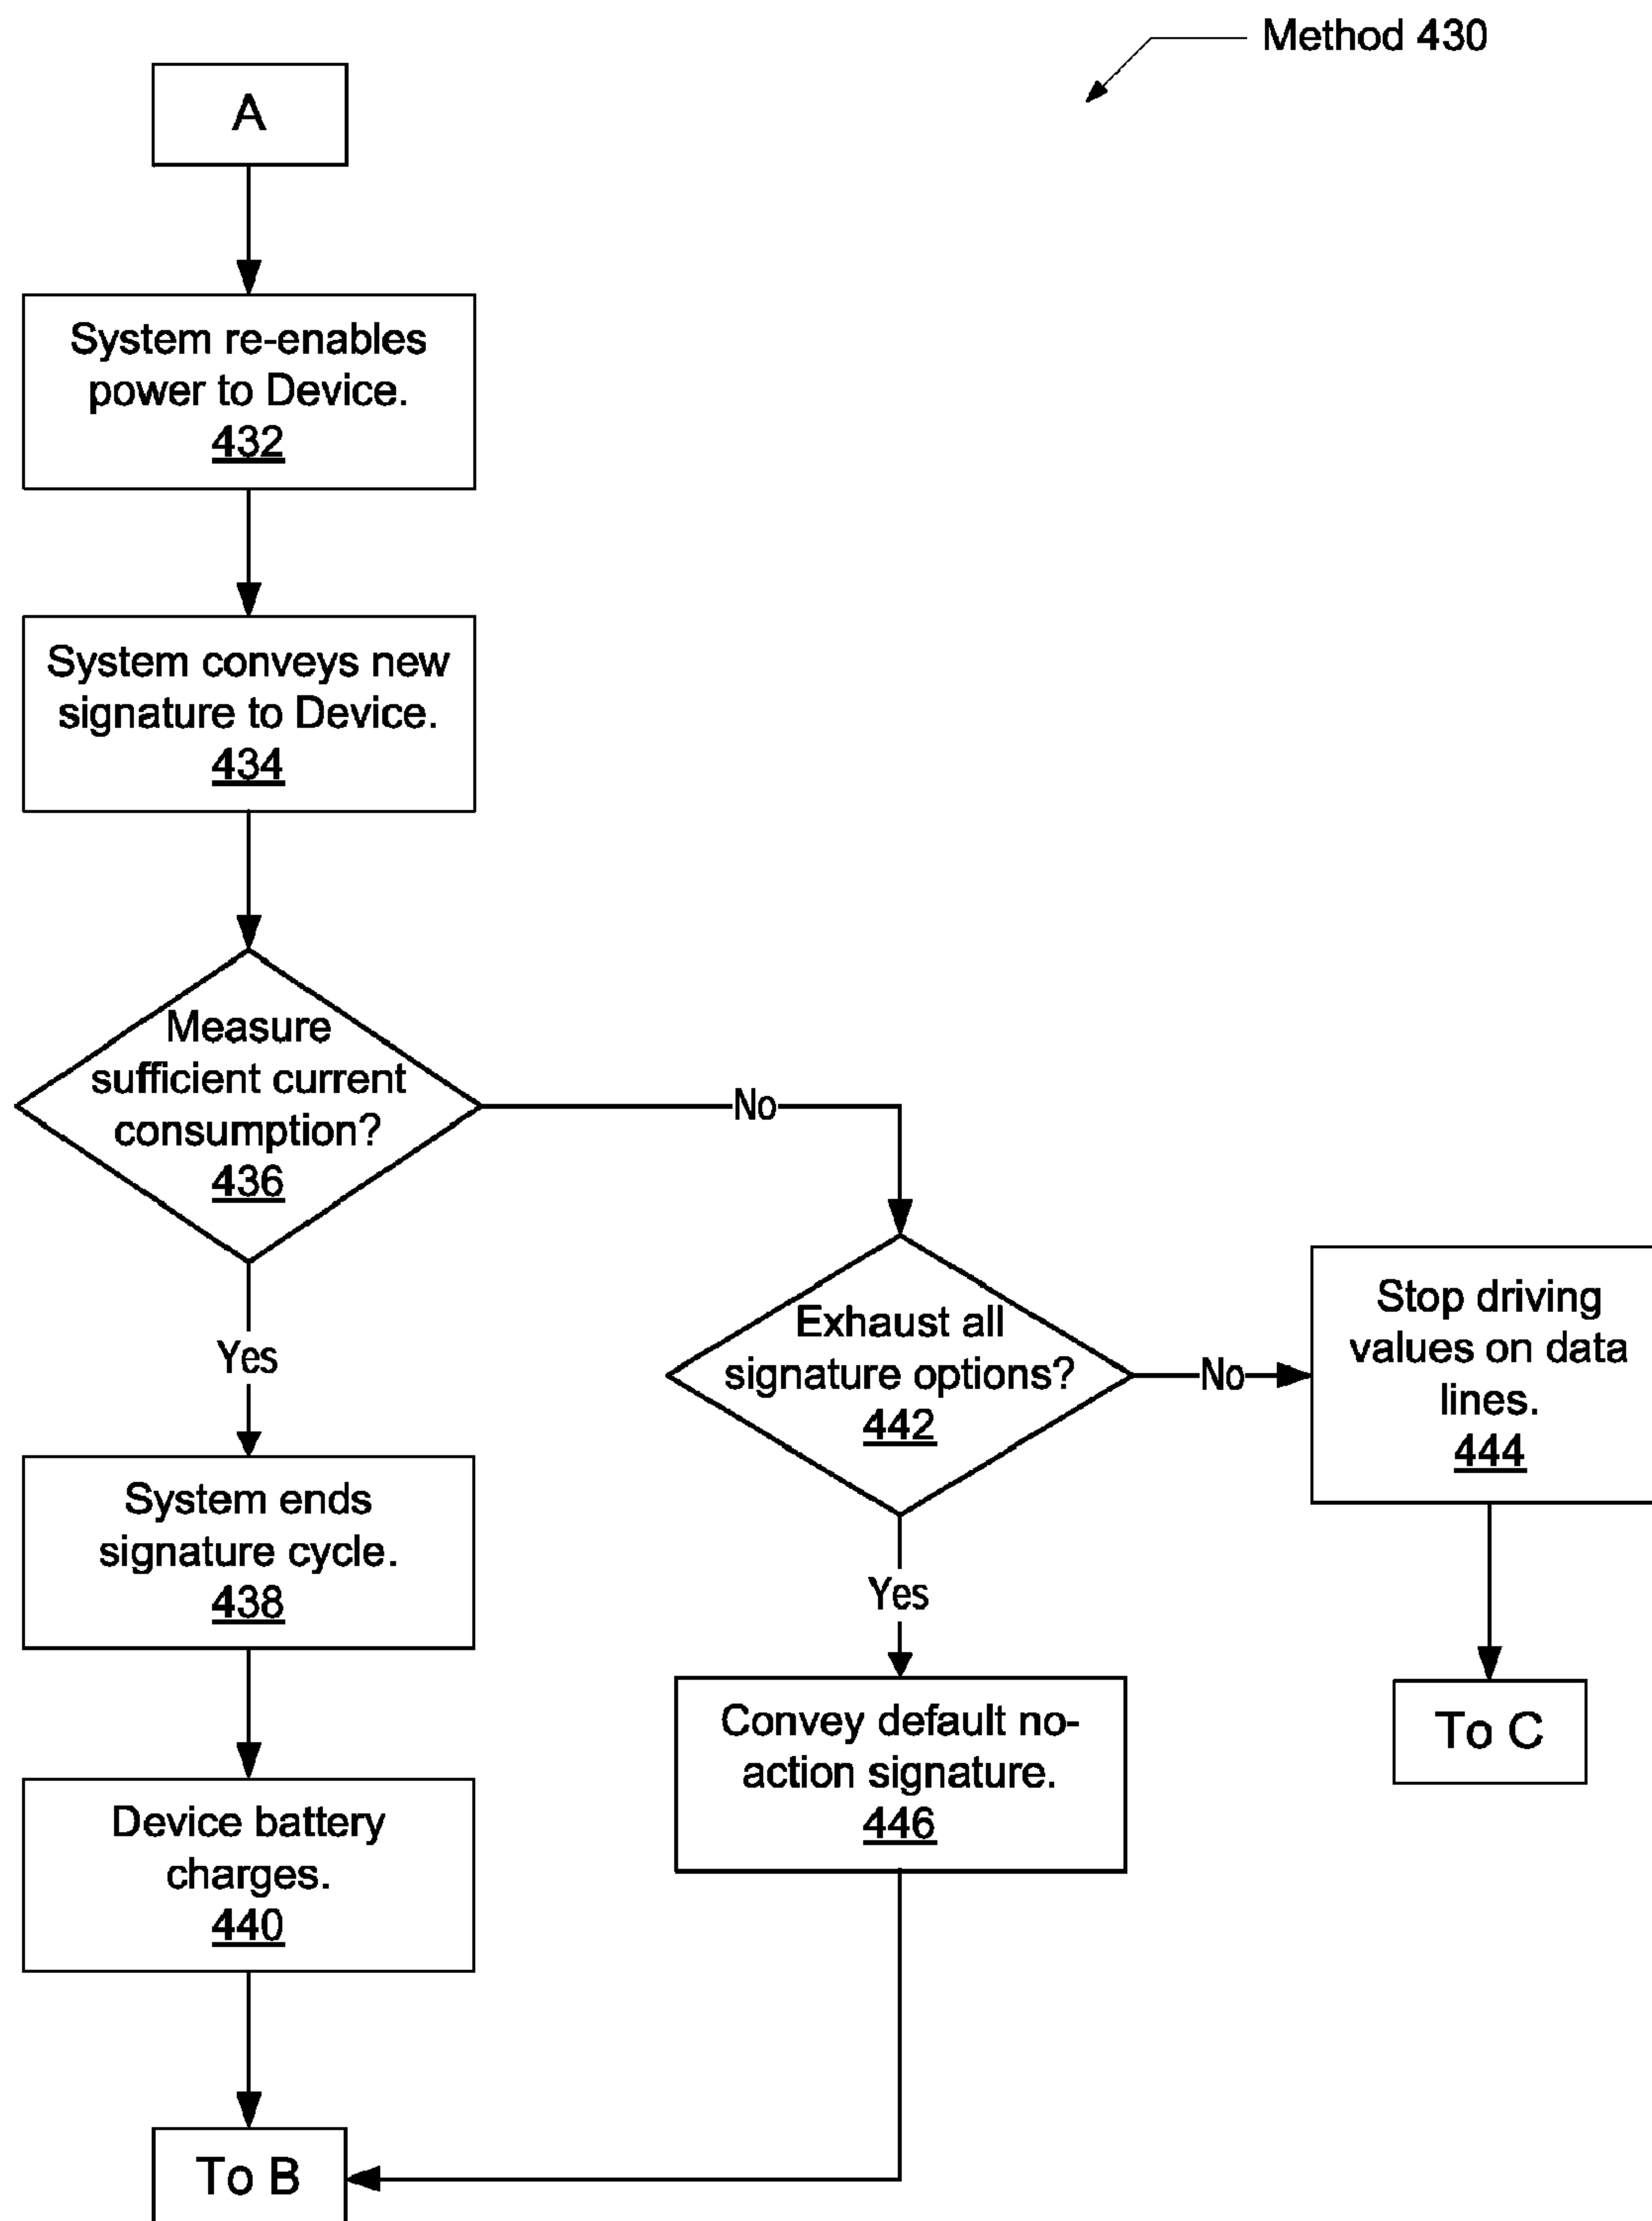 Method 430
A
System re-enables
power to Device.
432
System conveys new
signature to Device.
434
Measure
sufficient current
consumption?
436
No
Yes
Exhaust all
signature options?
442
No
Stop driving
values on data
lines.
444
System ends
signature cycle.
438
Yes
Convey default no-
action signature.
446
To C
Device battery
charges.
440
To B